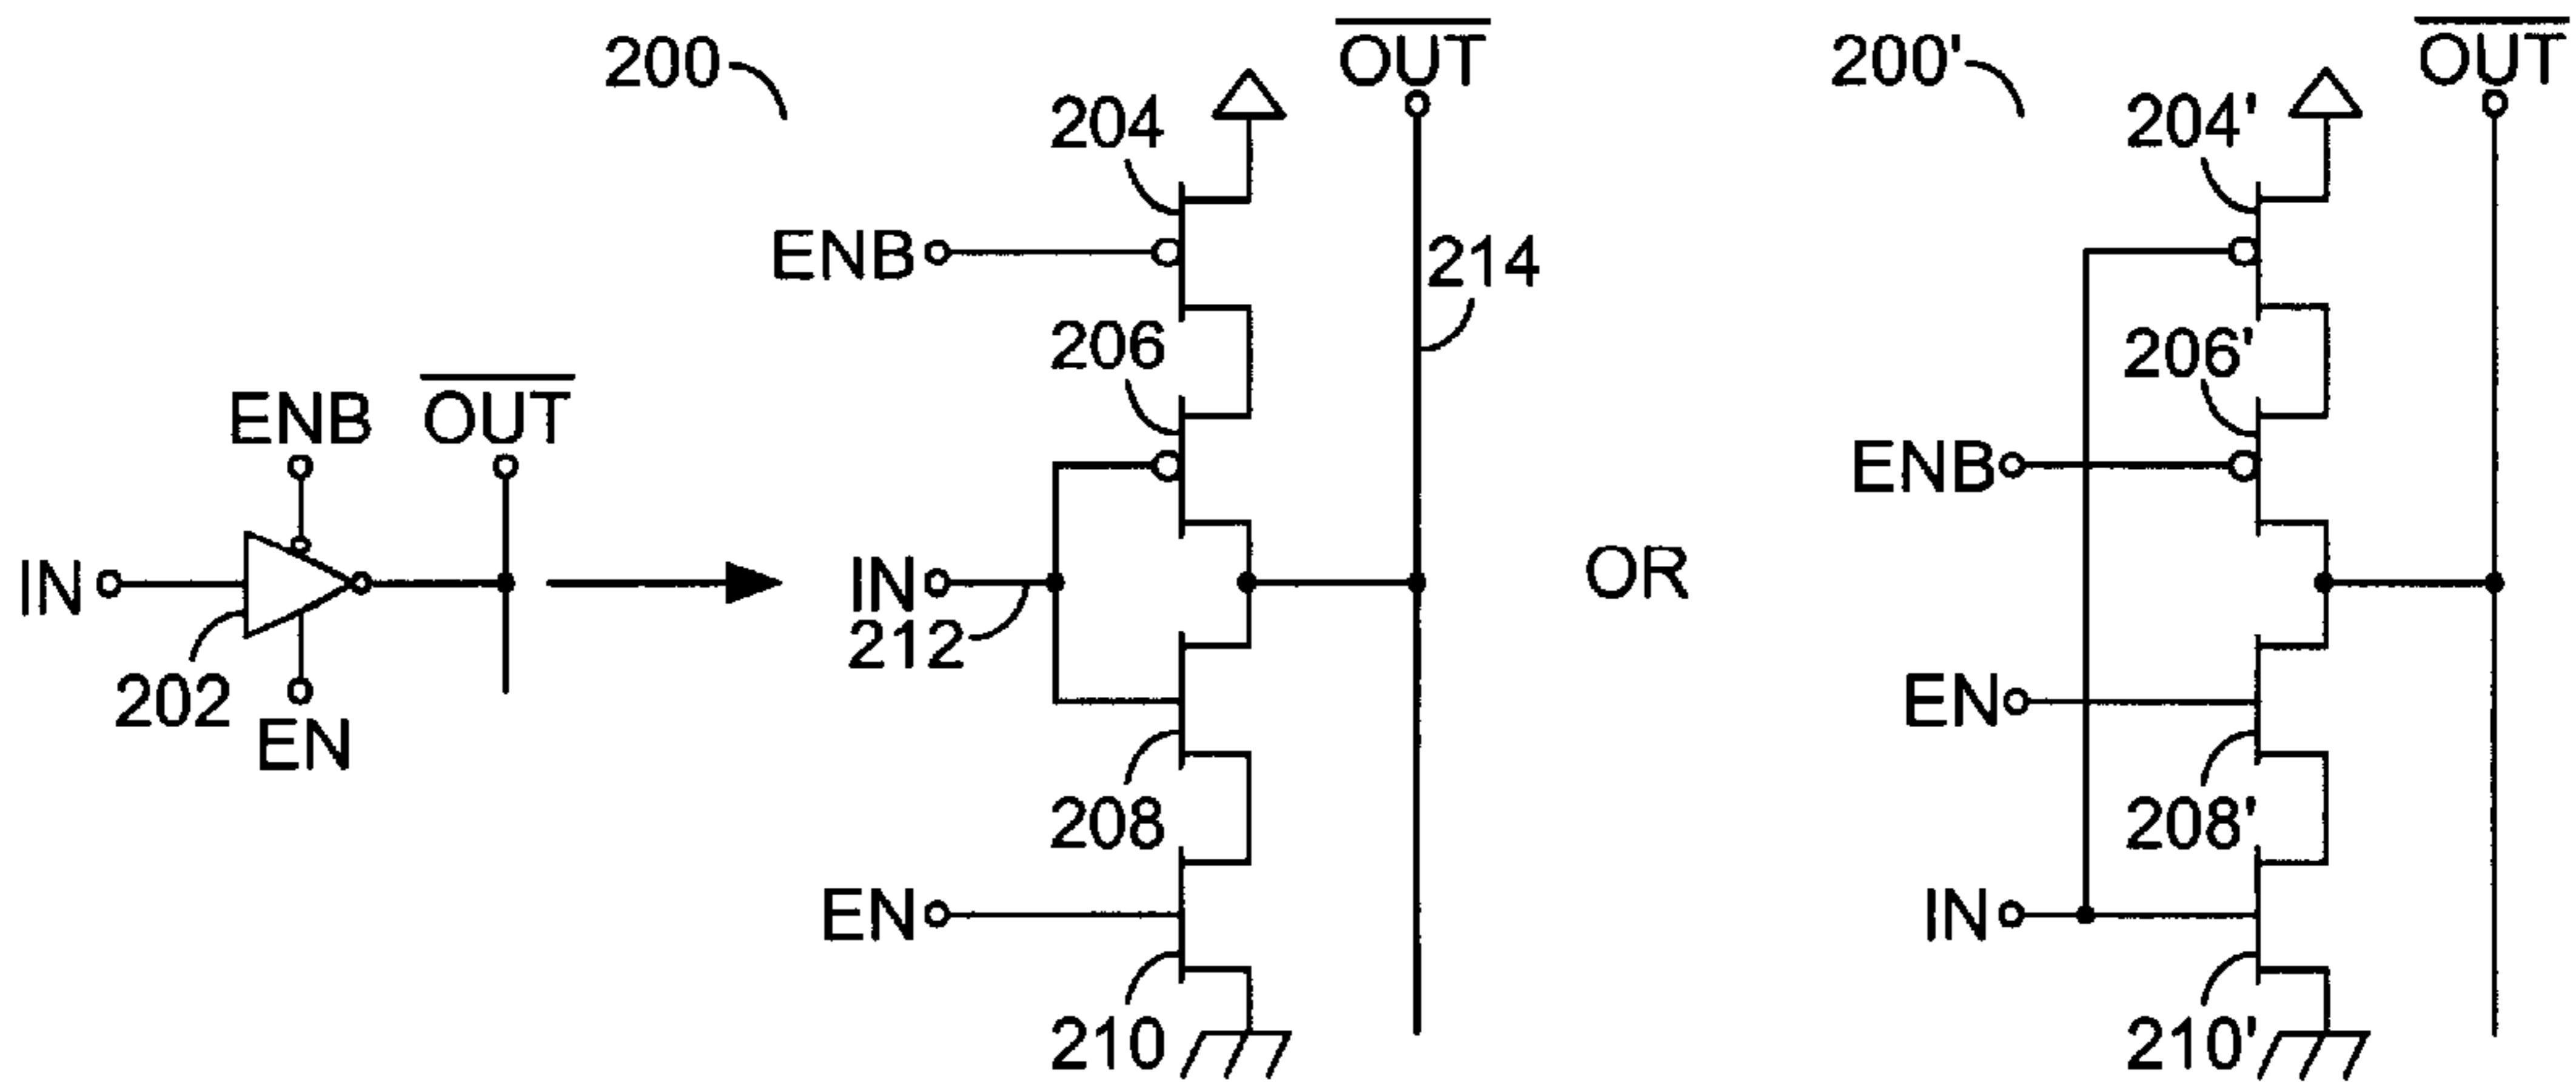 IN
ENB
OUT
202
EN
200
204
ENB
206
IN
212
208
EN
210
OUT
214
OR
200'
204'
206'
ENB
EN
208'
IN
210'
OUT